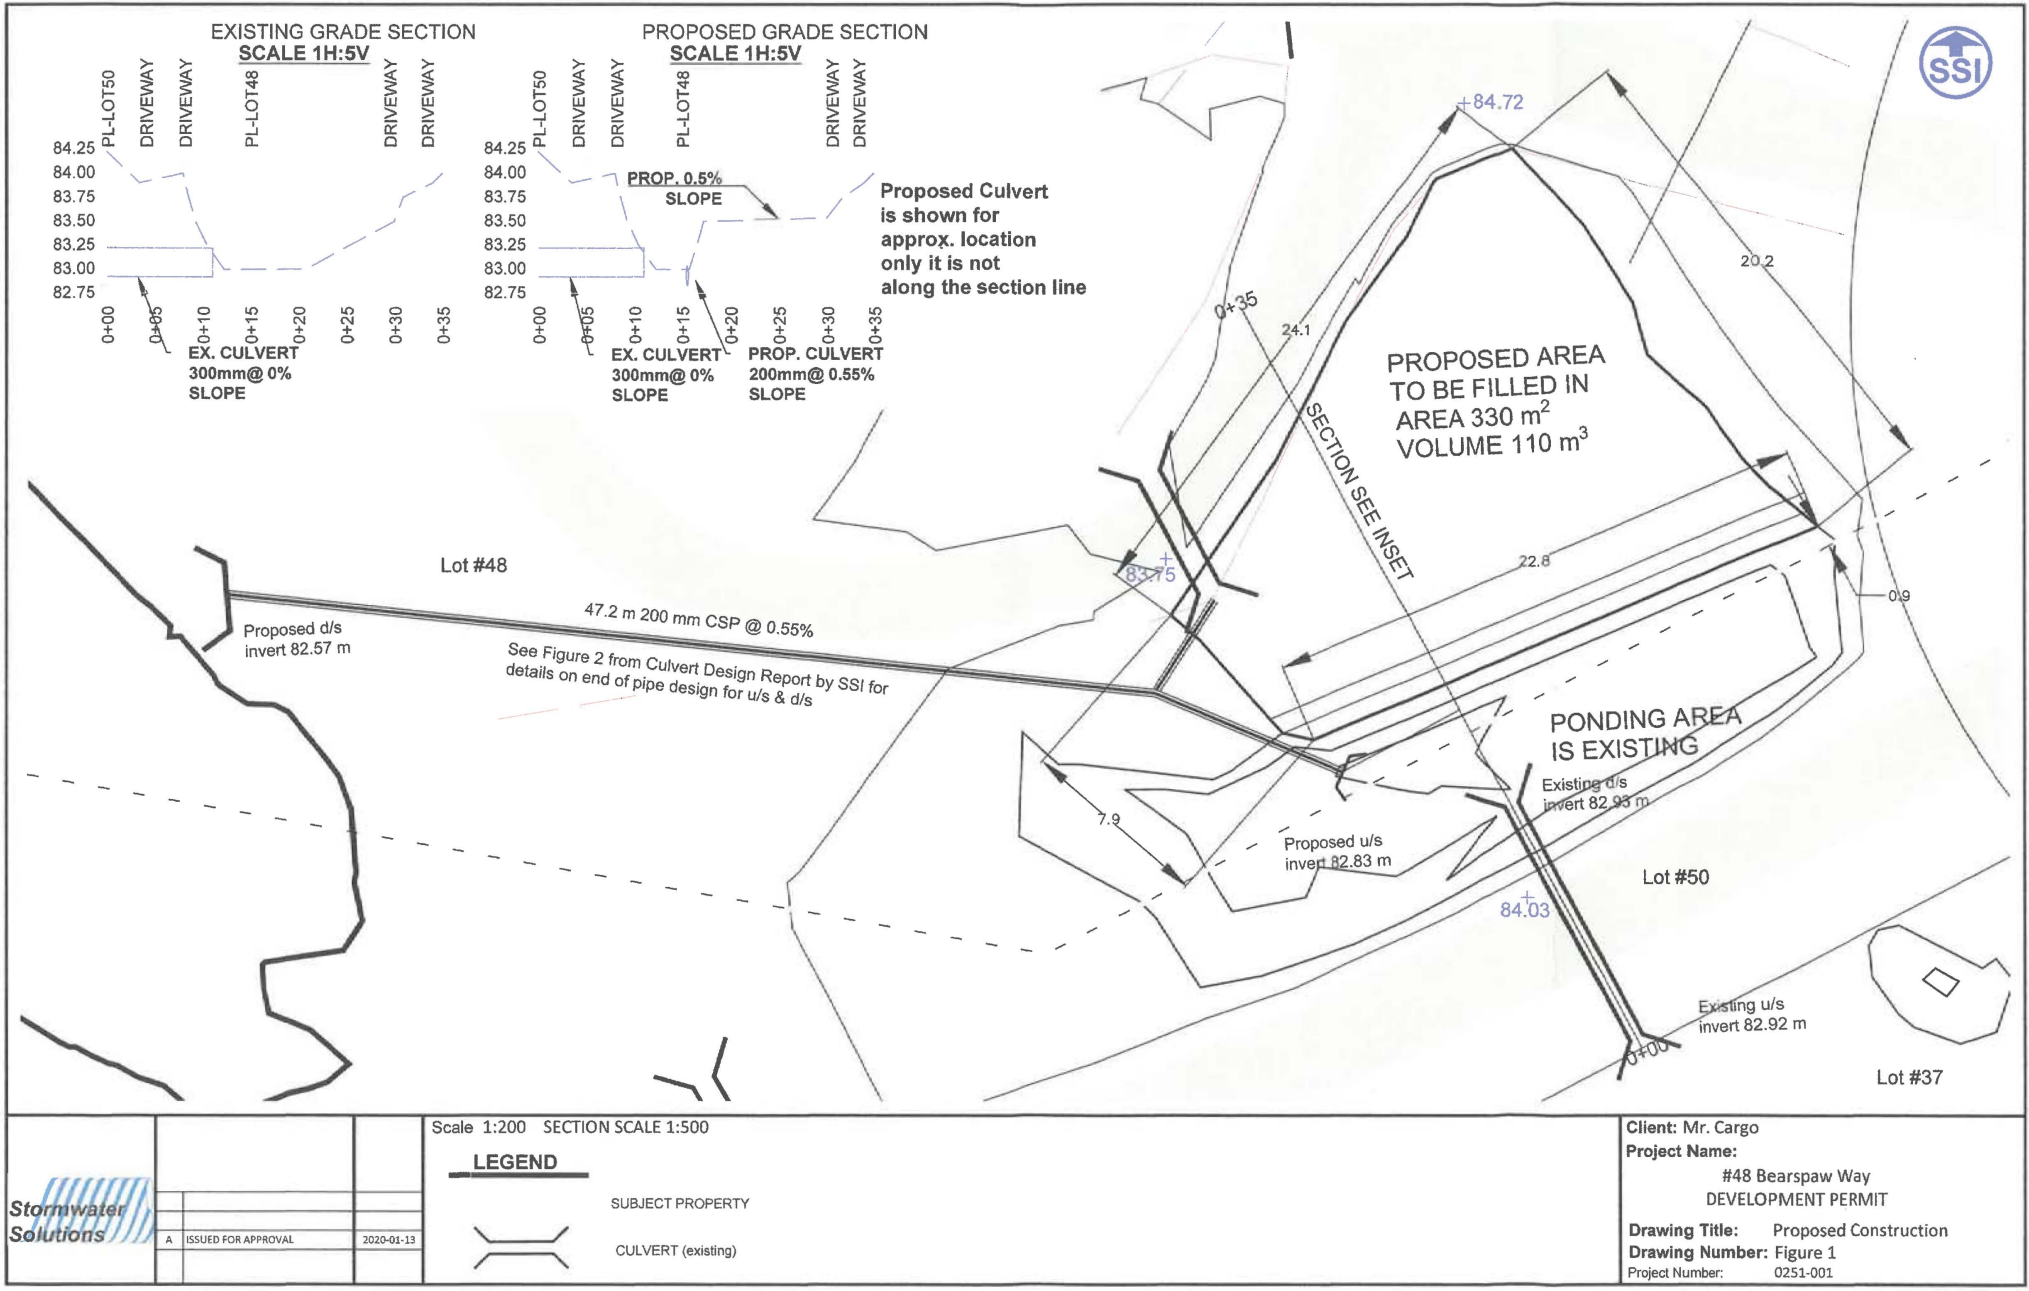 EXISTING GRADE SECTION
SCALE 1H:5V
PL-LOT50
DRIVEWAY
DRIVEWAY
PL-LOT48
DRIVEWAY
DRIVEWAY
84.25
84.00
83.75
83.50
83.25
83.00
82.75
0+00
0+05
0+10
0+15
0+20
0+25
0+30
0+35
EX. CULVERT
300mm@ 0%
SLOPE
PROPOSED GRADE SECTION
SCALE 1H:5V
PL-LOT50
DRIVEWAY
DRIVEWAY
PL-LOT48
DRIVEWAY
DRIVEWAY
84.25
84.00
83.75
83.50
83.25
83.00
82.75
PROP. 0.5%
SLOPE
0+00
0+05
0+10
0+15
0+20
0+25
0+30
0+35
EX. CULVERT
300mm@ 0%
SLOPE
PROP. CULVERT
200mm@ 0.55%
SLOPE
Proposed Culvert
is shown for
approx. location
only it is not
along the section line
SSI
84.72
20.2
0+35
24.1
PROPOSED AREA
TO BE FILLED IN
AREA 330 m²
VOLUME 110 m³
SECTION SEE INSET
83.75
22.8
0.9
Lot #48
47.2 m 200 mm CSP @ 0.55%
Proposed d/s
invert 82.57 m
See Figure 2 from Culvert Design Report by SSI for
details on end of pipe design for u/s & d/s
PONDING AREA
IS EXISTING
Existing d/s
invert 82.93 m
7.9
Proposed u/s
invert 82.83 m
Lot #50
84.03
Existing u/s
invert 82.92 m
0+00
Lot #37
Stormwater
Solutions
A ISSUED FOR APPROVAL 2020-01-13
Scale 1:200 SECTION SCALE 1:500
LEGEND
SUBJECT PROPERTY
CULVERT (existing)
Client: Mr. Cargo
Project Name:
#48 Bearspaw Way
DEVELOPMENT PERMIT
Drawing Title: Proposed Construction
Drawing Number: Figure 1
Project Number: 0251-001